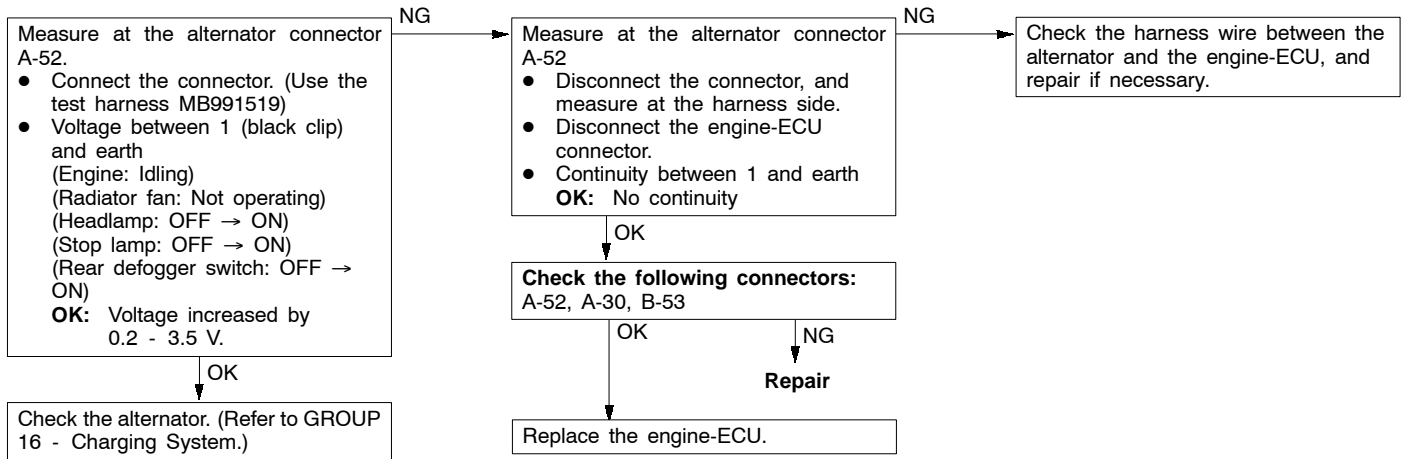 Measure at the alternator connector
A-52.
● Connect the connector. (Use the
test harness MB991519)
● Voltage between 1 (black clip)
and earth
(Engine: Idling)
(Radiator fan: Not operating)
(Headlamp: OFF → ON)
(Stop lamp: OFF → ON)
(Rear defogger switch: OFF →
ON)
OK: Voltage increased by
0.2 - 3.5 V.
OK
Check the alternator. (Refer to GROUP
16 - Charging System.)
NG
Measure at the alternator connector
A-52
● Disconnect the connector, and
measure at the harness side.
● Disconnect the engine-ECU
connector.
● Continuity between 1 and earth
OK: No continuity
OK
Check the following connectors:
A-52, A-30, B-53
OK
NG
Repair
Replace the engine-ECU.
NG
Check the harness wire between the
alternator and the engine-ECU, and
repair if necessary.